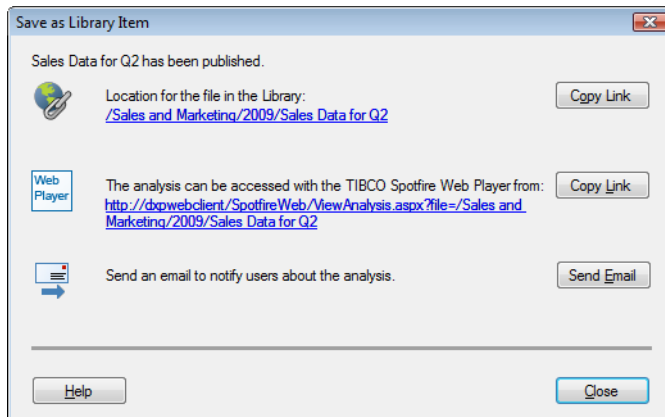 Save as Library Item
Sales Data for Q2 has been published.
Location for the file in the Library:
/Sales and Marketing/2009/Sales Data for Q2
Copy Link
Web
Player
The analysis can be accessed with the TIBCO Spotfire Web Player from:
http://dxpwebclient/SpotfireWeb/ViewAnalysis.aspx?file=/Sales and
Marketing/2009/Sales Data for Q2
Copy Link
Send an email to notify users about the analysis.
Send Email
Help
Close